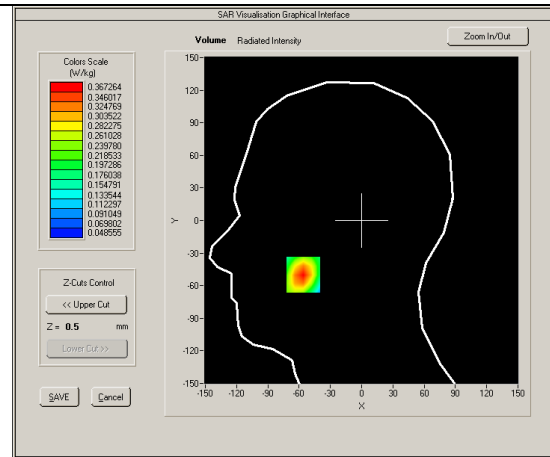 SAR Visualisation Graphical Interface
Volume Radiated Intensity
Zoom In/Out
Colors Scale
(W/kg)
0.367264
0.346017
0.324769
0.303522
0.282275
0.261028
0.239780
0.218533
0.197286
0.176038
0.154791
0.133544
0.112297
0.091049
0.069802
0.048555
Z-Cuts Control
<< Upper Cut
Z = 0.5 mm
Lower Cut >>
SAVE Cancel
150
120
90
60
30
0
-30
-60
-90
-120
-150
Y
-150 -120 -90 -60 -30 0 30 60 90 120 150
X